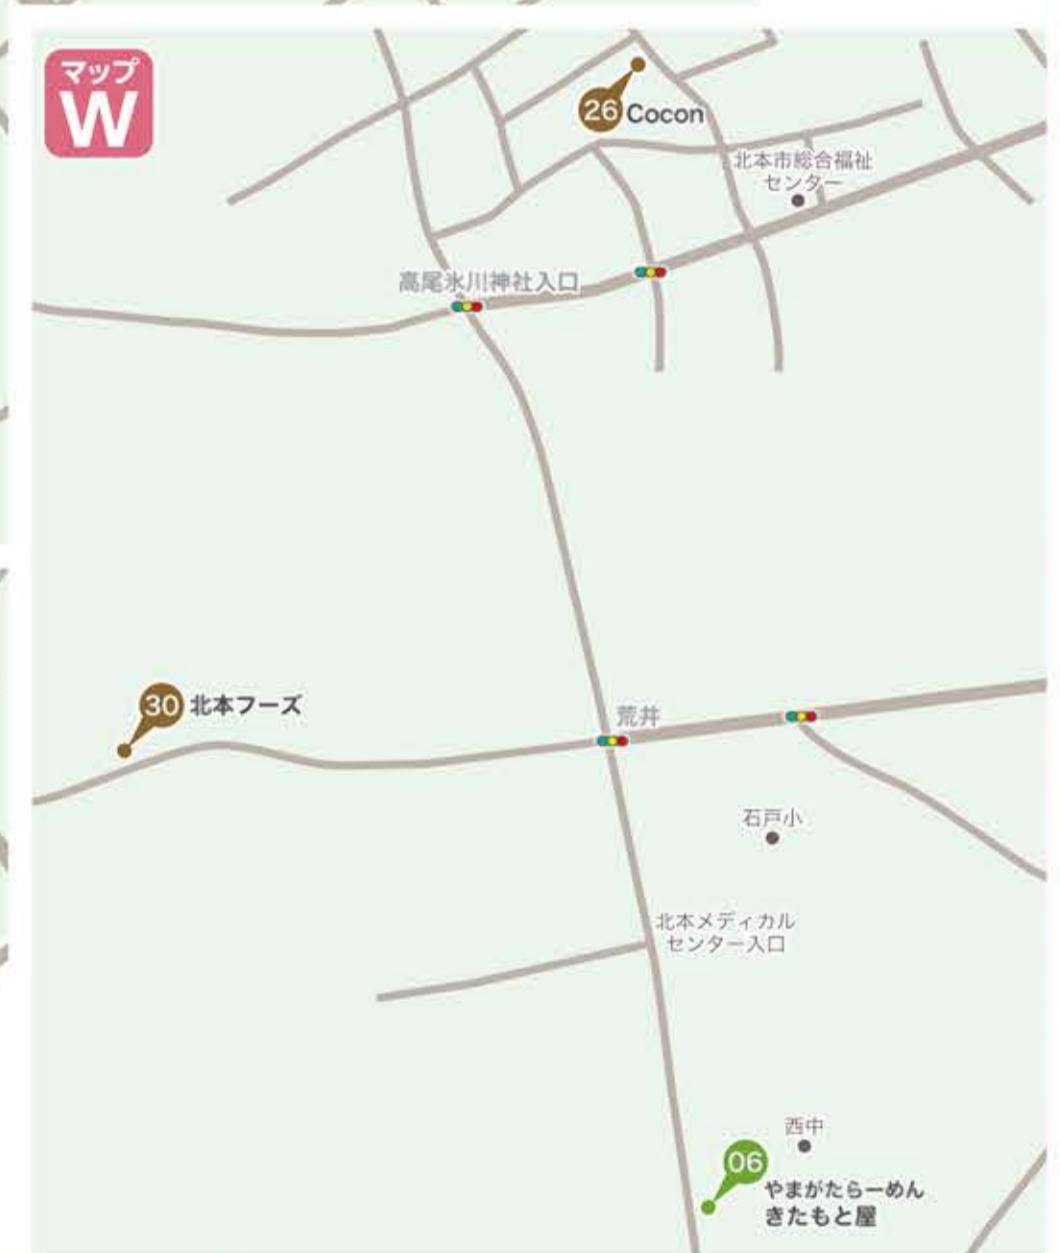 マップ
W
26 Cocon
北本市総合福祉
センター
高尾氷川神社入口
30 北本フーズ
荒井
石戸小
北本メディカル
センター入口
西中
06
やまがたらーめん
きたもと屋